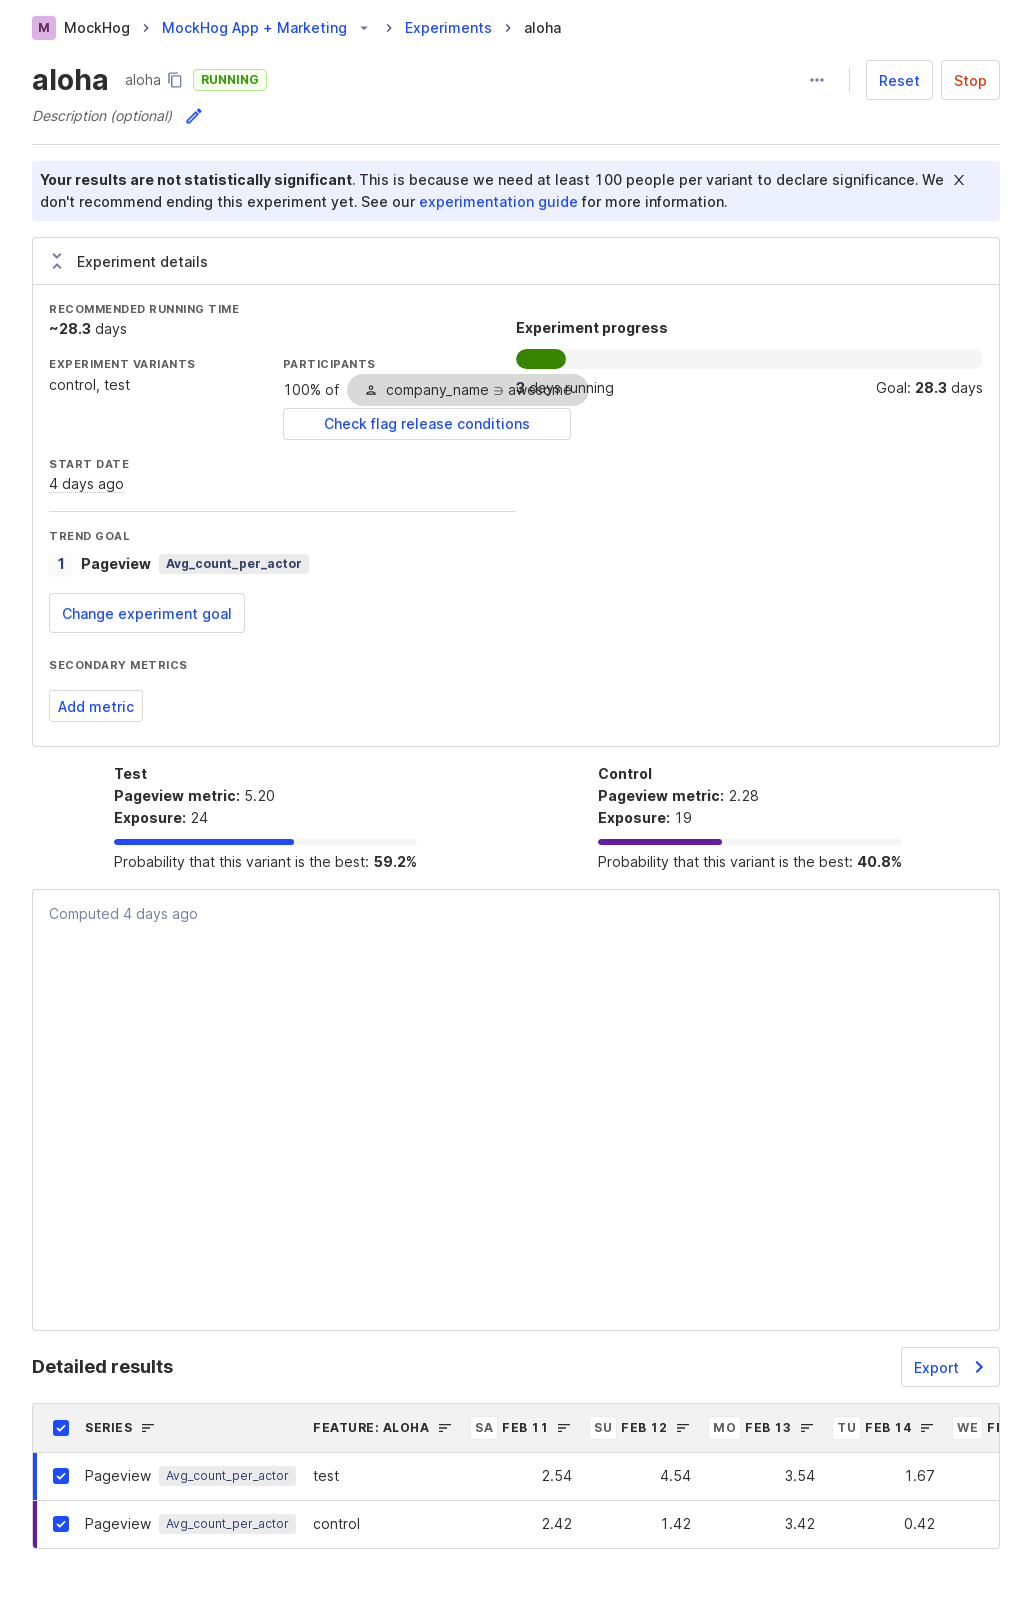 M MockHog MockHog App + Marketing Experiments aloha
aloha aloha RUNNING Reset Stop
Description (optional)
Your results are not statistically significant. This is because we need at least 100 people per variant to declare significance. We
don't recommend ending this experiment yet. See our experimentation guide for more information.
Experiment details
RECOMMENDED RUNNING TIME
~28.3 days
Experiment progress
EXPERIMENT VARIANTS
control, test
PARTICIPANTS
100% of company_name ∋ awesome
3 days running Goal: 28.3 days
Check flag release conditions
START DATE
4 days ago
TREND GOAL
1 Pageview Avg_count_per_actor
Change experiment goal
SECONDARY METRICS
Add metric
Test
Pageview metric: 5.20
Exposure: 24
Probability that this variant is the best: 59.2%
Control
Pageview metric: 2.28
Exposure: 19
Probability that this variant is the best: 40.8%
Computed 4 days ago
Detailed results Export
SERIES FEATURE: ALOHA SA FEB 11 SU FEB 12 MO FEB 13 TU FEB 14 WE
Pageview Avg_count_per_actor test 2.54 4.54 3.54 1.67
Pageview Avg_count_per_actor control 2.42 1.42 3.42 0.42